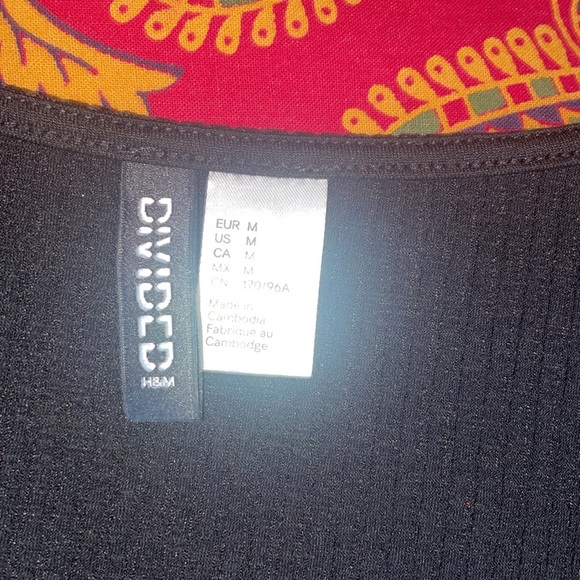 DIVIDED
H&M
EUR M
US M
CA M
MX M
CN 170/96A
Made in
Cambodia
Fabriqué au
Cambodge